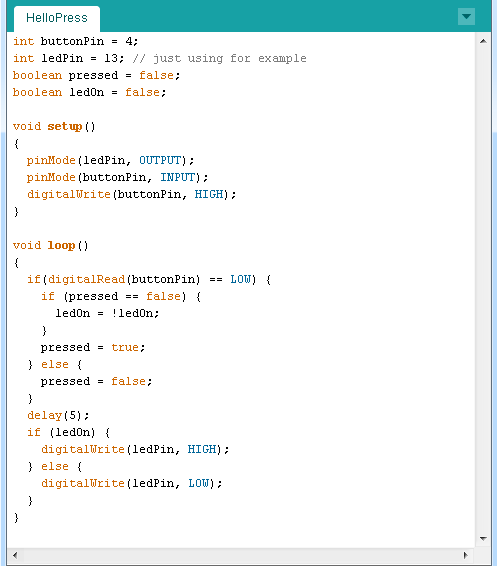 HelloPress
int buttonPin = 4;
int ledPin = 13; // just using for example
boolean pressed = false;
boolean ledOn = false;

void setup()
{
  pinMode(ledPin, OUTPUT);
  pinMode(buttonPin, INPUT);
  digitalWrite(buttonPin, HIGH);
}

void loop()
{
  if(digitalRead(buttonPin) == LOW) {
    if (pressed == false) {
      ledOn = !ledOn;
    }
    pressed = true;
  } else {
    pressed = false;
  }
  delay(5);
  if (ledOn) {
    digitalWrite(ledPin, HIGH);
  } else {
    digitalWrite(ledPin, LOW);
  }
}